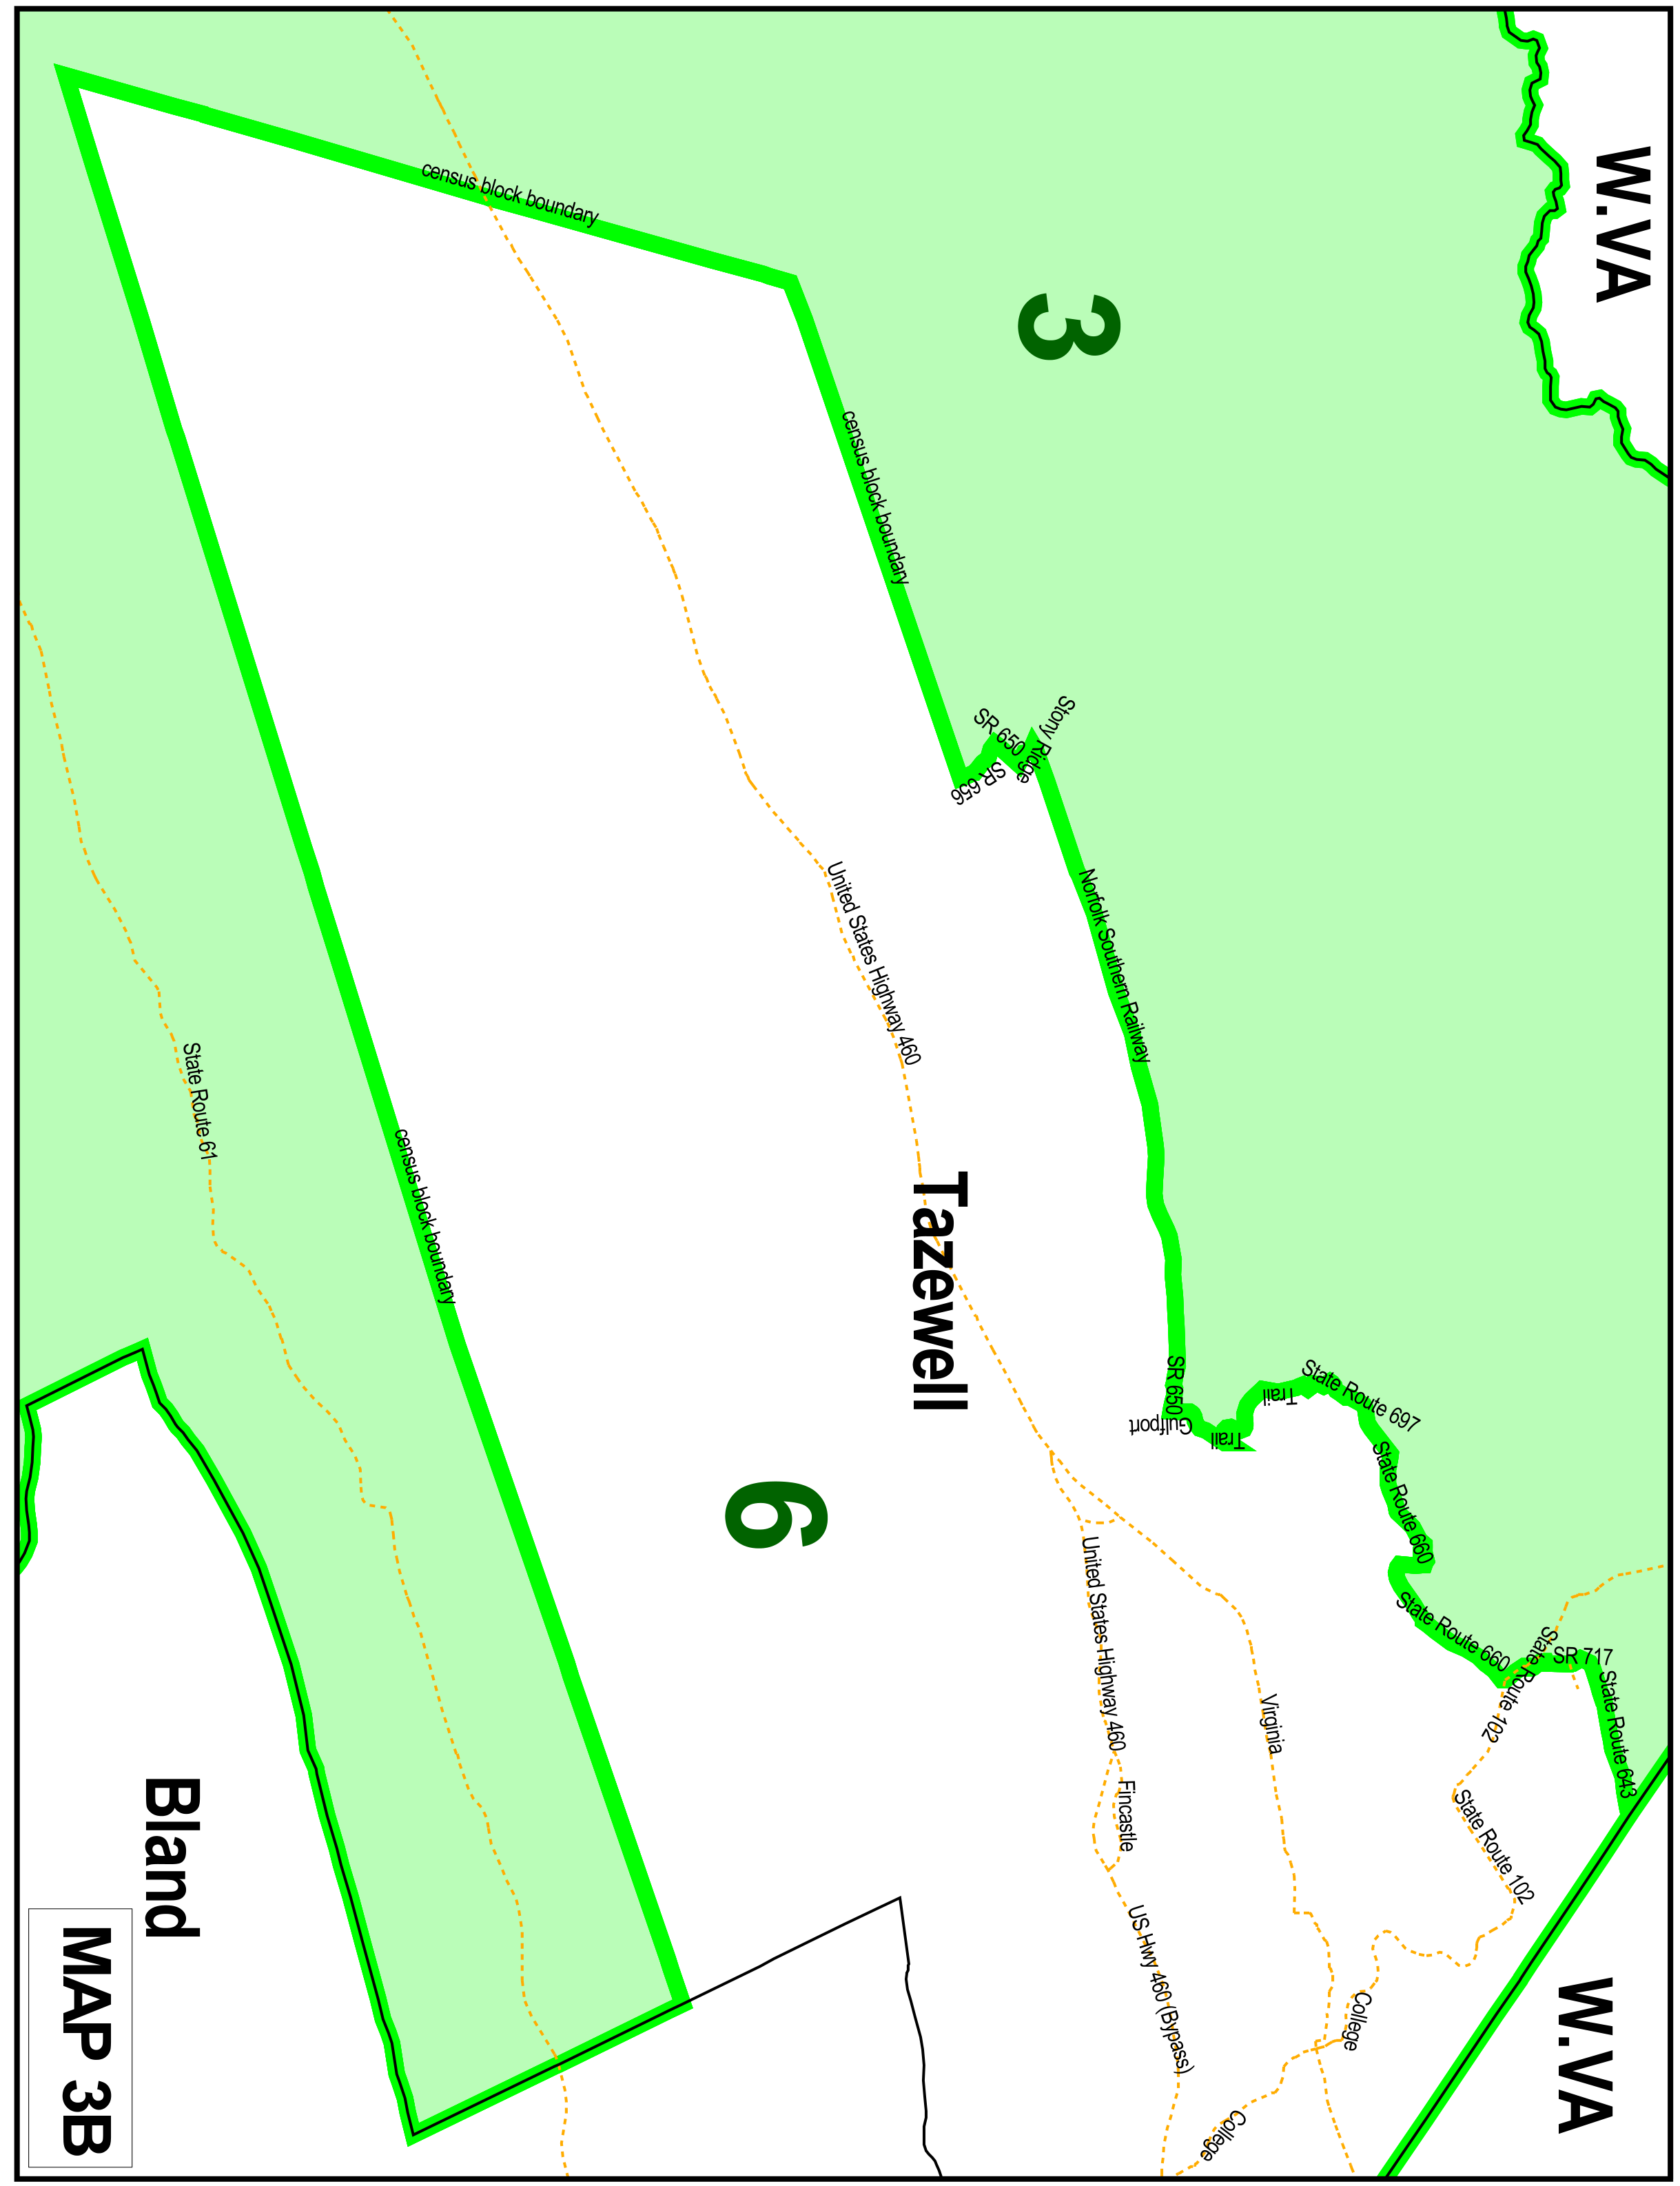 W.VA
3
census block boundary
census block boundary
Stony Ridge
SR 650
SR 656
Norfolk Southern Railway
United States Highway 460
State Route 61
census block boundary
Tazewell
SR 650
Gulfport
Trail
Trail
State Route 697
State Route 660
State Route 660
State Route 102
SR 717
State Route 643
6
United States Highway 460
Virginia
Fincastle
State Route 102
US Hwy 460 (Bypass)
College
College
W.VA
Bland
MAP 3B